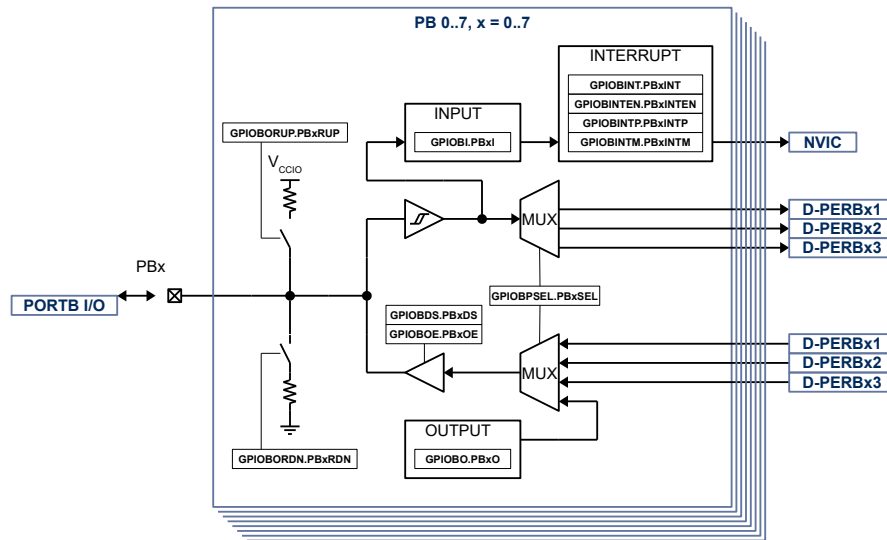 PB 0..7, x = 0..7
INTERRUPT
GPIOBINT.PBxINT
GPIOBINTEN.PBxINTEN
GPIOBINTP.PBxINTP
GPIOBINTM.PBxINTM
INPUT
GPIOBI.PBxI
NVIC
GPIOBORUP.PBxRUP
VCCIO
MUX
D-PERBx1
D-PERBx2
D-PERBx3
PBx
PORTB I/O
GPIOBPSEL.PBxSEL
GPIOBDS.PBxDS
GPIOBOE.PBxOE
MUX
D-PERBx1
D-PERBx2
D-PERBx3
OUTPUT
GPIOBO.PBxO
GPIOBORDN.PBxRDN